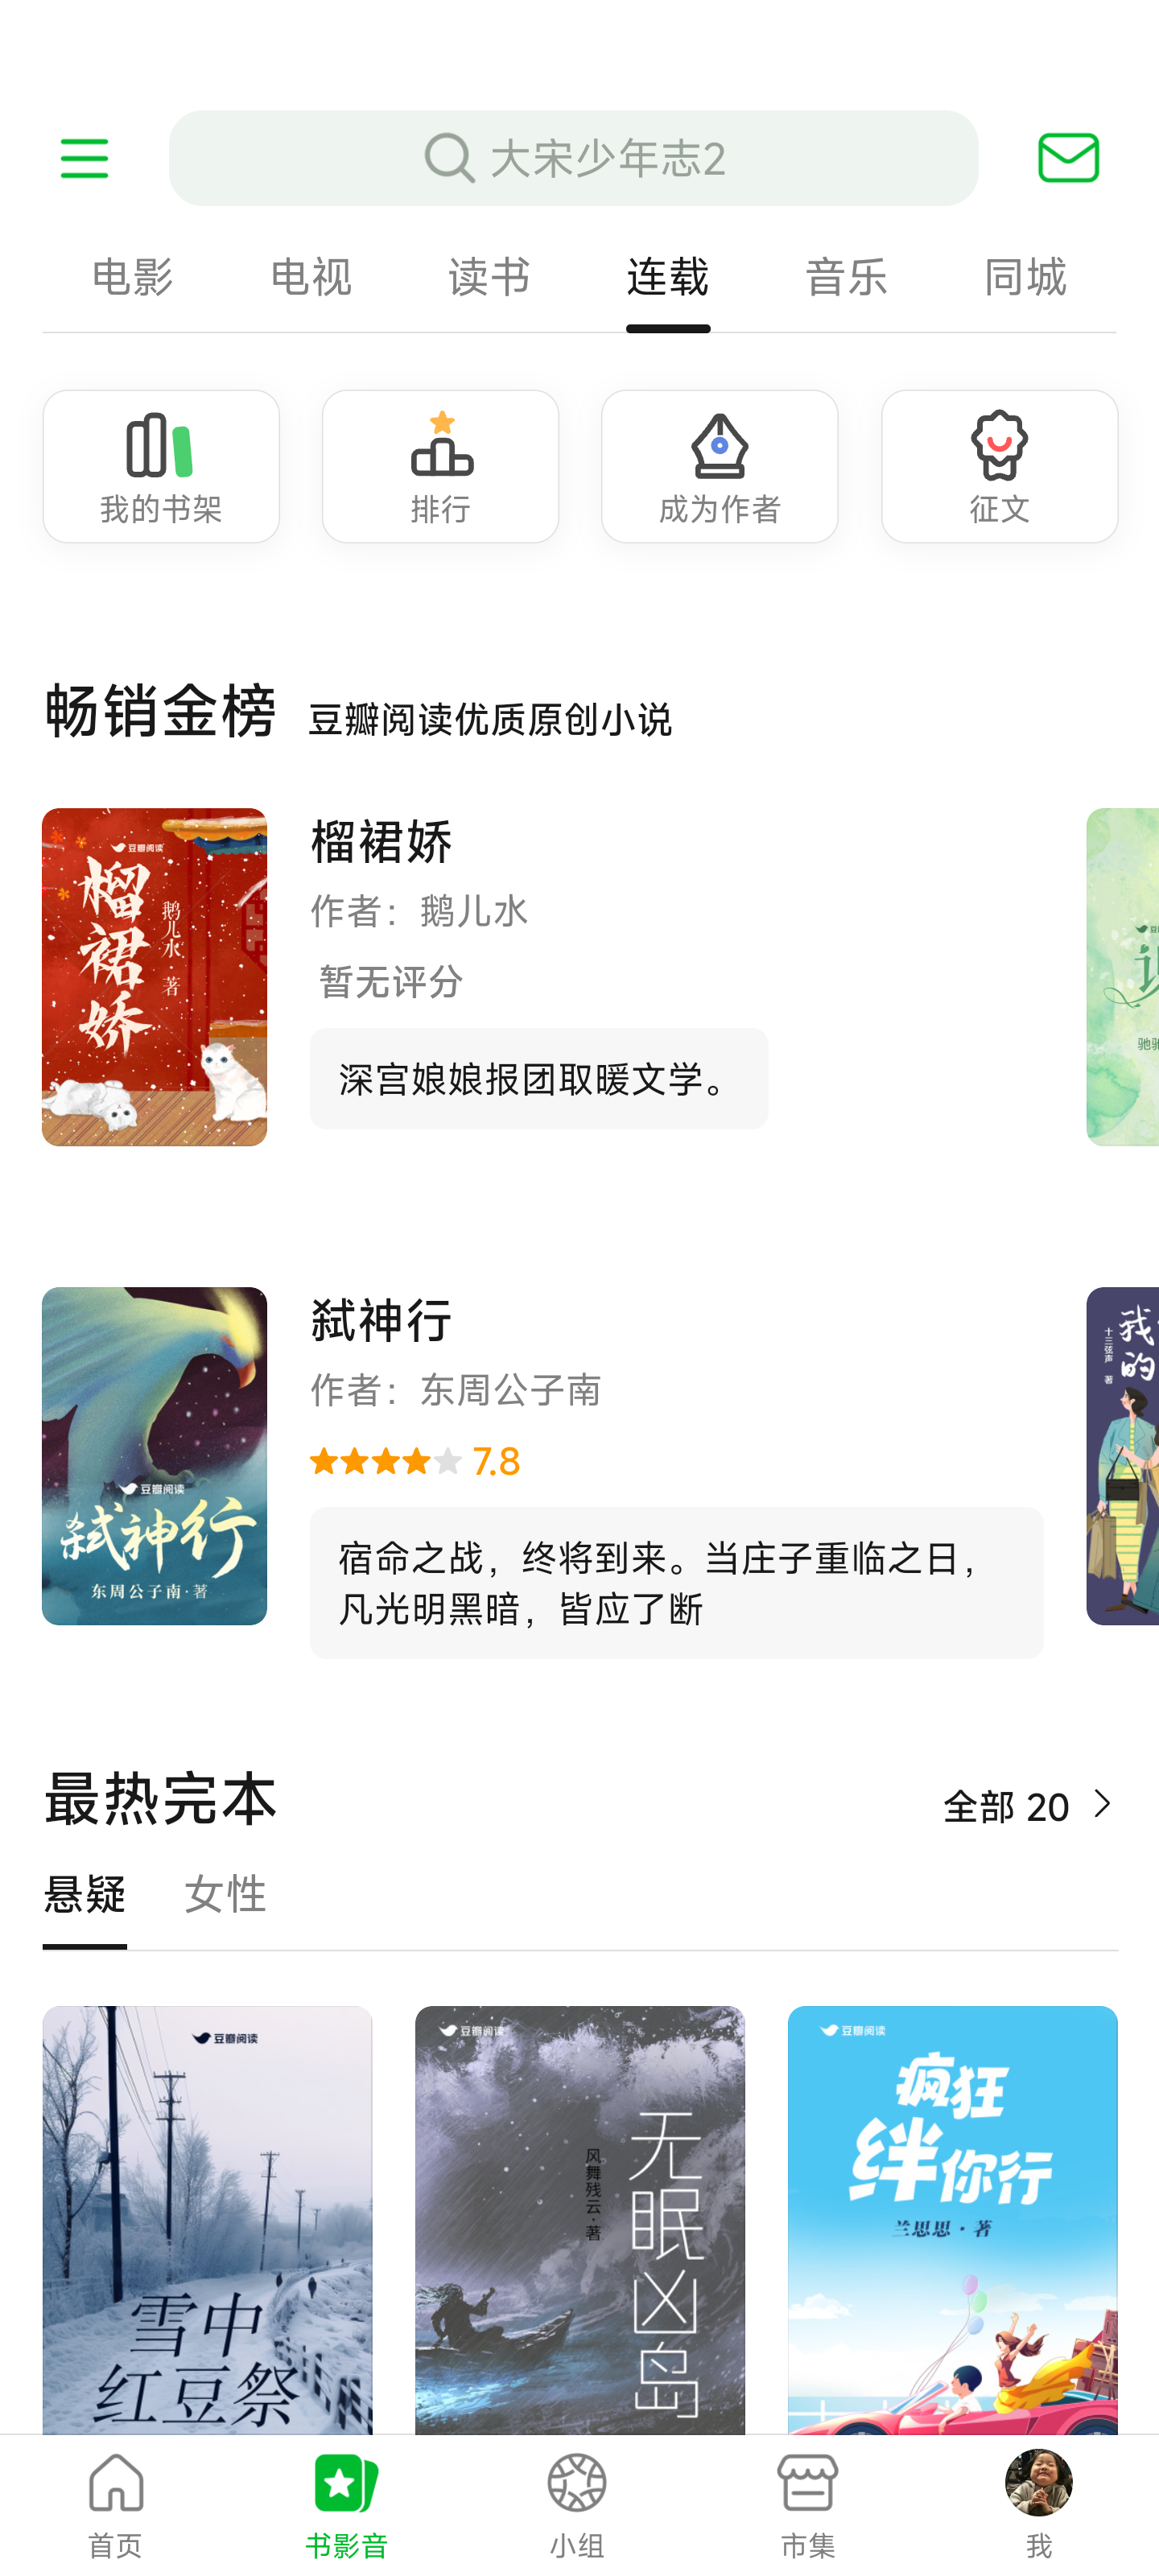 大宋少年志2
电影 电视 读书 连载 音乐 同城
我的书架 排行 成为作者 征文
畅销金榜 豆瓣阅读优质原创小说
豆瓣阅读
榴裙娇
鹅儿水·著
榴裙娇
作者：鹅儿水
暂无评分
深宫娘娘报团取暖文学。
豆瓣阅读
弑神行
东周公子南·著
弑神行
作者：东周公子南
7.8
宿命之战，终将到来。当庄子重临之日，
凡光明黑暗，皆应了断
我
的
十三弦声 著
最热完本
全部 20
悬疑 女性
豆瓣阅读
雪中
红豆祭
豆瓣阅读
无眠凶岛
风舞残云·著
豆瓣阅读
疯狂
绊你行
兰思思·著
首页 书影音 小组 市集 我